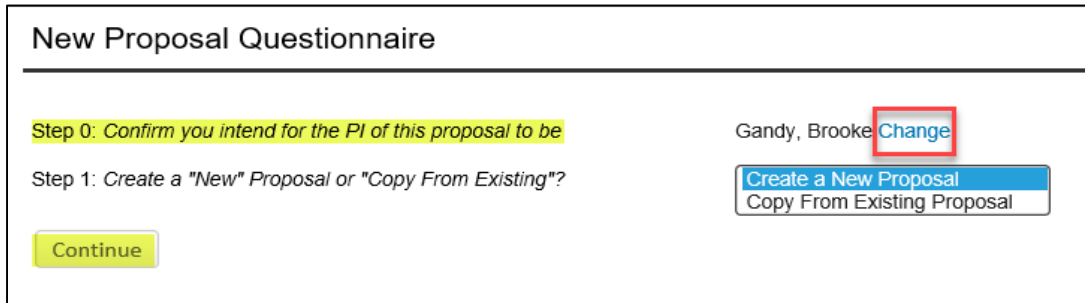 New Proposal Questionnaire
Step 0: Confirm you intend for the PI of this proposal to be Gandy, Brooke Change
Step 1: Create a "New" Proposal or "Copy From Existing"? Create a New Proposal
Copy From Existing Proposal
Continue